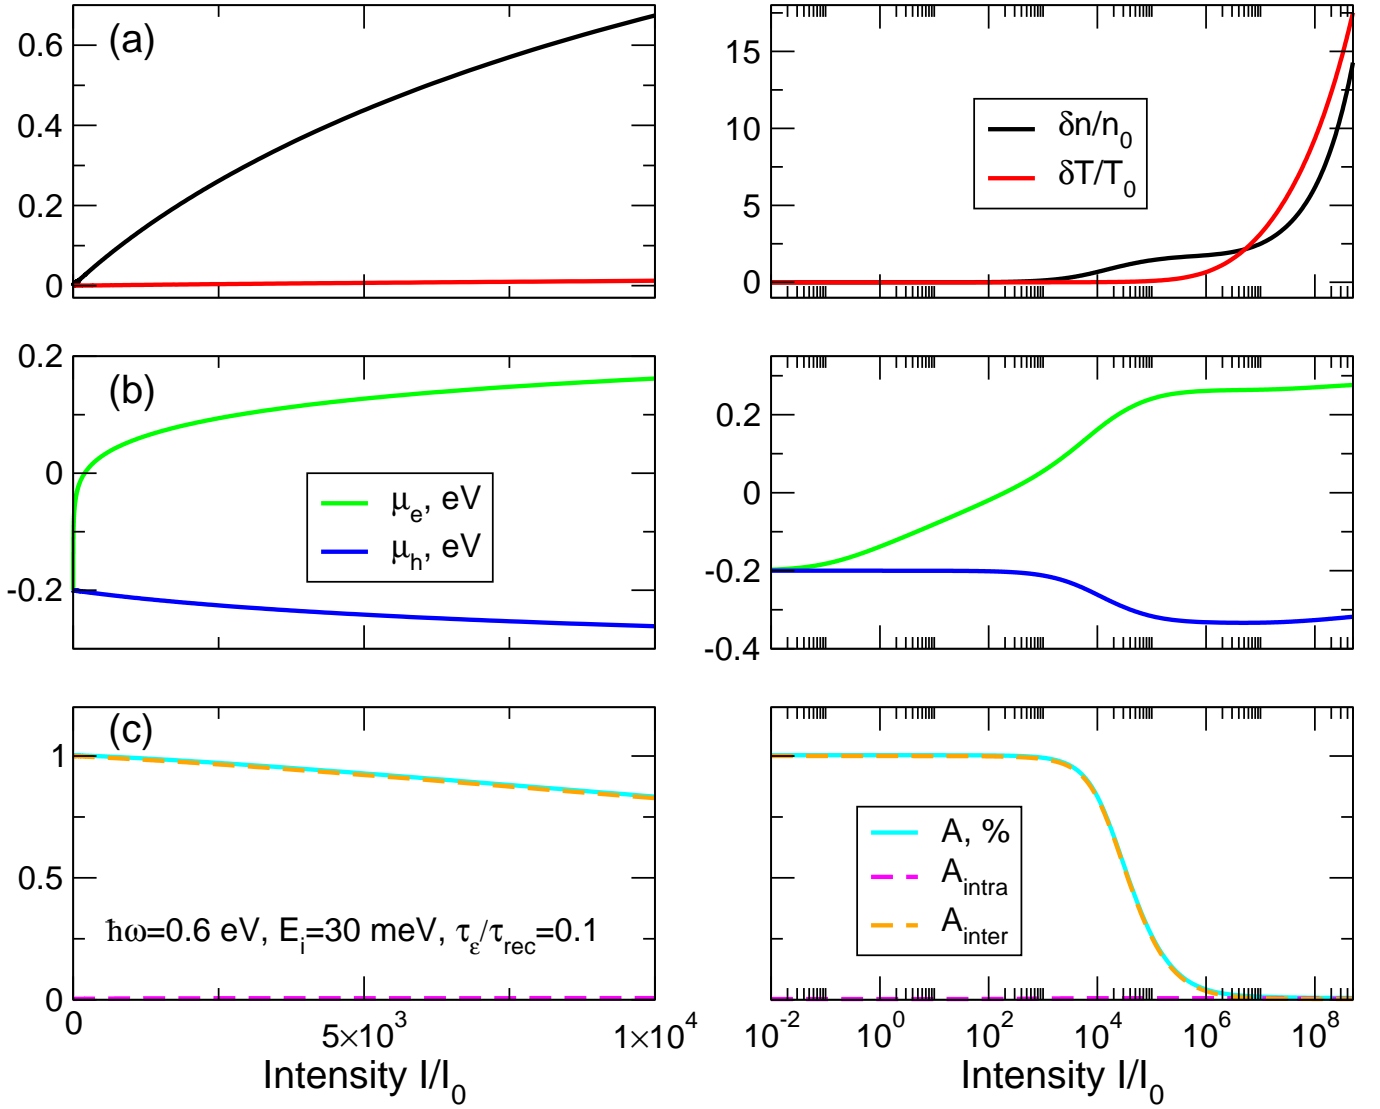 (a)
0.6
0.4
0.2
0
15
10
5
0
δn/n0
δT/T0
(b)
0.2
0
-0.2
μe, eV
μh, eV
0.2
0
-0.2
-0.4
(c)
1
0.5
0
ħω=0.6 eV, Ei=30 meV, τε/τrec=0.1
A, %
Aintra
Ainter
0
5×10^3
1×10^4
Intensity I/I0
10^-2
10^0
10^2
10^4
10^6
10^8
Intensity I/I0